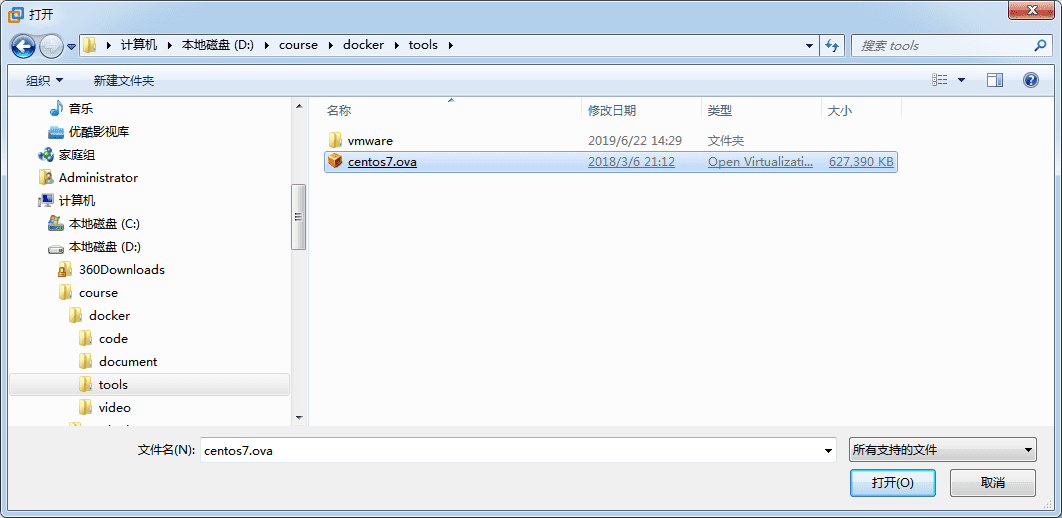 打开
计算机 本地磁盘 (D:) course docker tools
搜索 tools
组织 新建文件夹
音乐
优酷影视库
家庭组
Administrator
计算机
本地磁盘 (C:)
本地磁盘 (D:)
360Downloads
course
docker
code
document
tools
video
名称 修改日期 类型 大小
vmware 2019/6/22 14:29 文件夹
centos7.ova 2018/3/6 21:12 Open Virtualizati... 627,390 KB
文件名(N): centos7.ova 所有支持的文件
打开(O) 取消